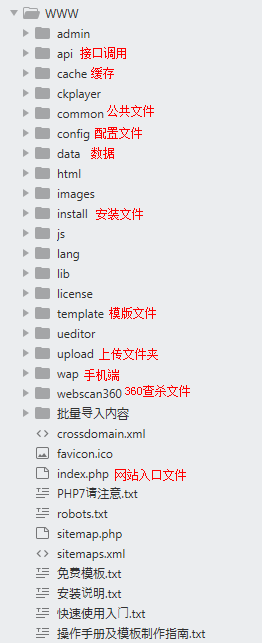 WWW
admin
api 接口调用
cache 缓存
ckplayer
common 公共文件
config 配置文件
data 数据
html
images
install 安装文件
js
lang
lib
license
template 模版文件
ueditor
upload 上传文件夹
wap 手机端
webscan360 360查杀文件
批量导入内容
crossdomain.xml
favicon.ico
index.php 网站入口文件
PHP7请注意.txt
robots.txt
sitemap.php
sitemaps.xml
免费模板.txt
安装说明.txt
快速使用入门.txt
操作手册及模板制作指南.txt